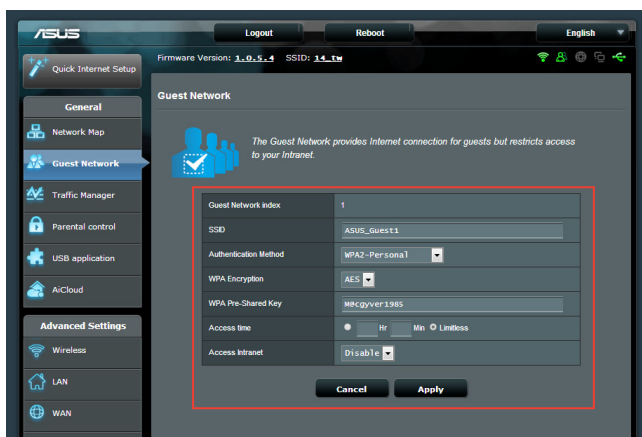 ASUS
Logout
Reboot
English
Quick Internet Setup
Firmware Version: 1.0.5.4 SSID: 14_tw
General
Network Map
Guest Network
Traffic Manager
Parental control
USB application
AiCloud
Advanced Settings
Wireless
LAN
WAN
Guest Network
The Guest Network provides Internet connection for guests but restricts access
to your Intranet.
Guest Network index 1
SSID ASUS_Guest1
Authentication Method WPA2-Personal
WPA Encryption AES
WPA Pre-Shared Key M@cgyver1985
Access time Hr Min Limitless
Access Intranet Disable
Cancel Apply